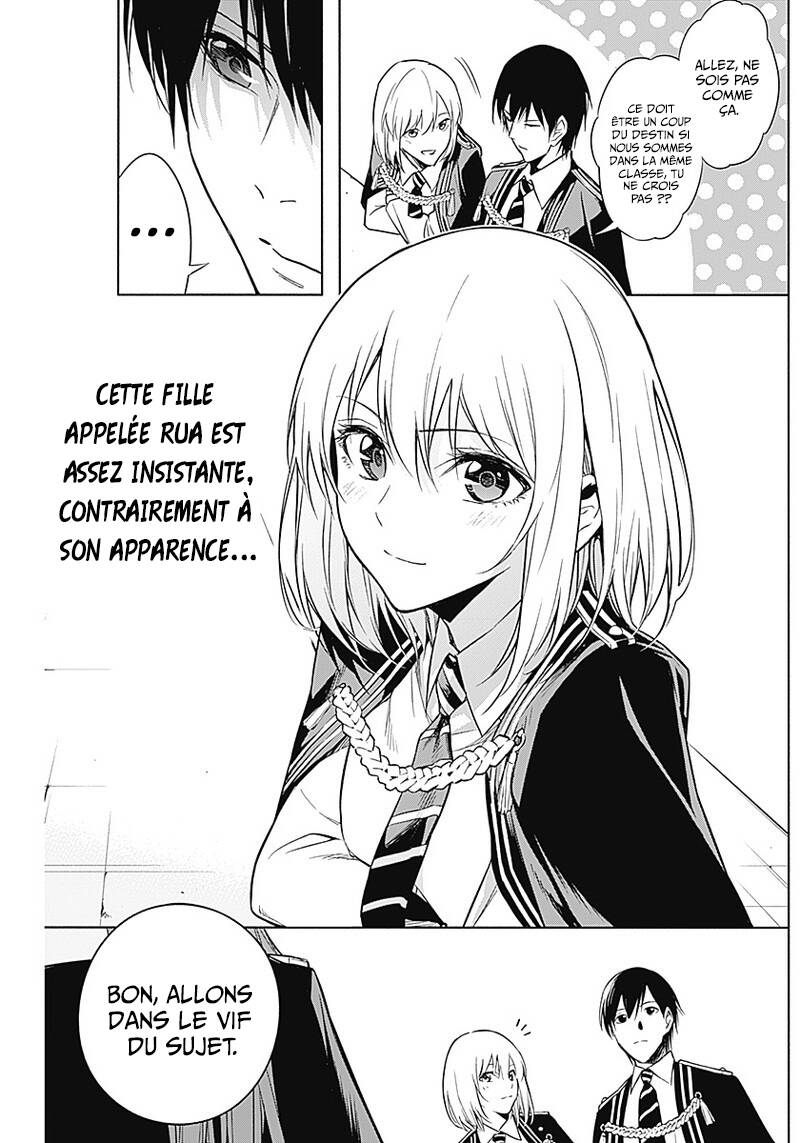 ALLEZ, NE
SOIS PAS
COMME
ÇA.
CE DOIT
ÊTRE UN COUP
DU DESTIN SI
NOUS SOMMES
DANS LA MÊME
CLASSE, TU
NE CROIS
PAS ??
...
CETTE FILLE
APPELÉE RUA EST
ASSEZ INSISTANTE,
CONTRAIREMENT À
SON APPARENCE...
BON, ALLONS
DANS LE VIF
DU SUJET.